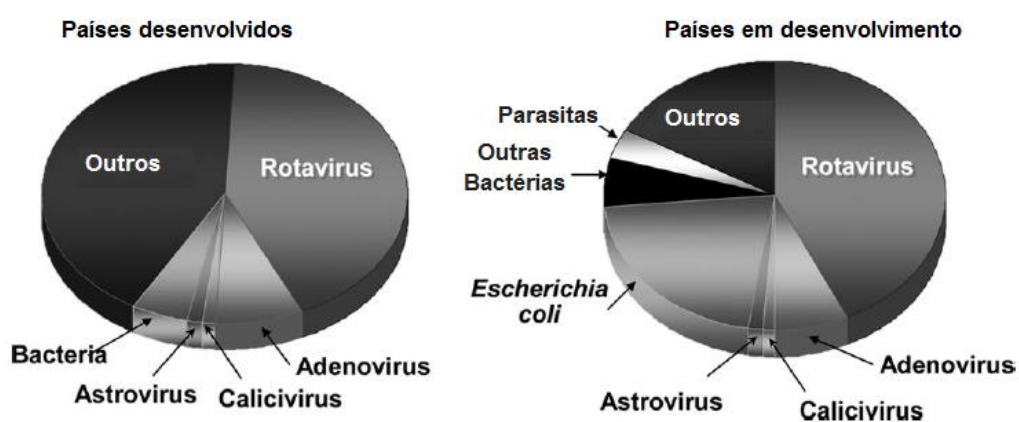 Países desenvolvidos
Outros
Rotavirus
Bacteria
Astrovirus
Calicivirus
Adenovirus
Países em desenvolvimento
Parasitas
Outros
Outras
Bactérias
Rotavirus
Escherichia
coli
Astrovirus
Calicivirus
Adenovirus